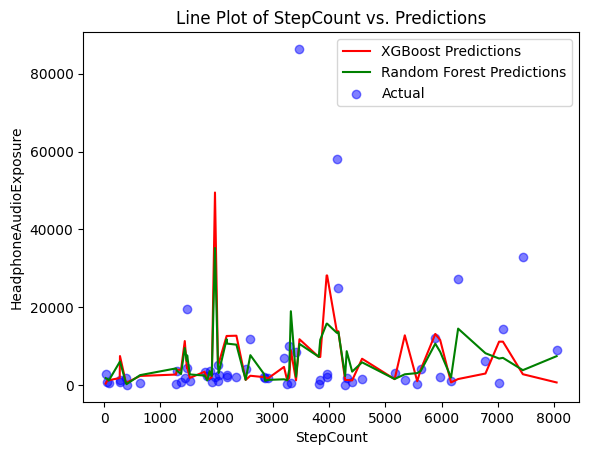 Line Plot of StepCount vs. Predictions
XGBoost Predictions
Random Forest Predictions
Actual
HeadphoneAudioExposure
80000
60000
40000
20000
0
0 1000 2000 3000 4000 5000 6000 7000 8000
StepCount